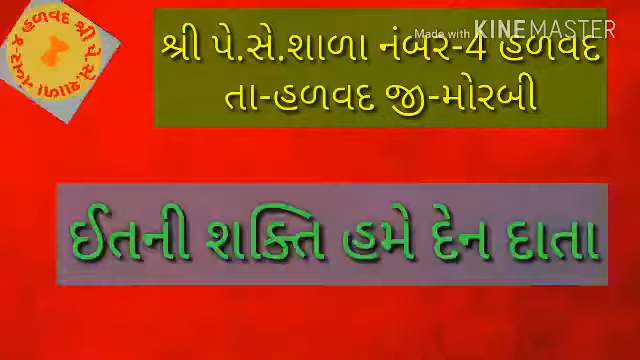 શ્રી પે.સે.શાળા નંબર-4 હળવદ
તા-હળવદ જી-મોરબી
Made with KINEMASTER
ઈતની શક્તિ હમે દેન દાતા